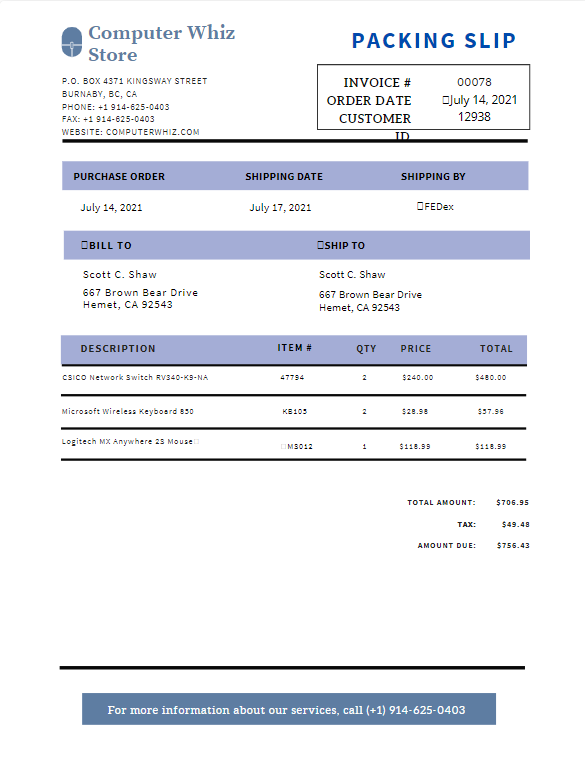 Computer Whiz
Store
PACKING SLIP
P.O. BOX 4371 KINGSWAY STREET
BURNABY, BC, CA
PHONE: +1 914-625-0403
FAX: +1 914-625-0403
WEBSITE: COMPUTERWHIZ.COM
INVOICE # 00078
ORDER DATE July 14, 2021
CUSTOMER 12938
ID
PURCHASE ORDER SHIPPING DATE SHIPPING BY
July 14, 2021 July 17, 2021 FEDex
BILL TO SHIP TO
Scott C. Shaw Scott C. Shaw
667 Brown Bear Drive 667 Brown Bear Drive
Hemet, CA 92543 Hemet, CA 92543
DESCRIPTION ITEM # QTY PRICE TOTAL
CSICO Network Switch RV340-K9-NA 47794 2 $240.00 $480.00
Microsoft Wireless Keyboard 850 KB105 2 $28.98 $57.96
Logitech MX Anywhere 2S Mouse MS012 1 $118.99 $118.99
TOTAL AMOUNT: $706.95
TAX: $49.48
AMOUNT DUE: $756.43
For more information about our services, call (+1) 914-625-0403